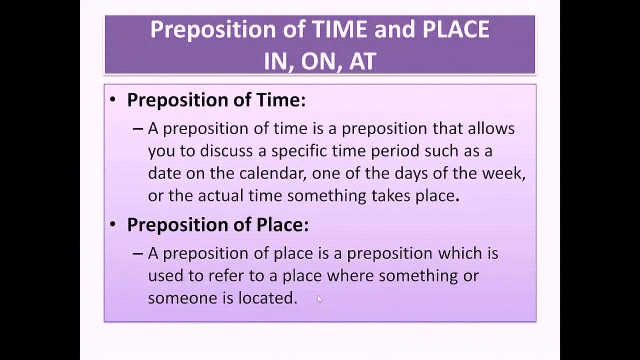 Preposition of TIME and PLACE
IN, ON, AT
• Preposition of Time:
– A preposition of time is a preposition that allows
you to discuss a specific time period such as a
date on the calendar, one of the days of the week,
or the actual time something takes place.
• Preposition of Place:
– A preposition of place is a preposition which is
used to refer to a place where something or
someone is located.